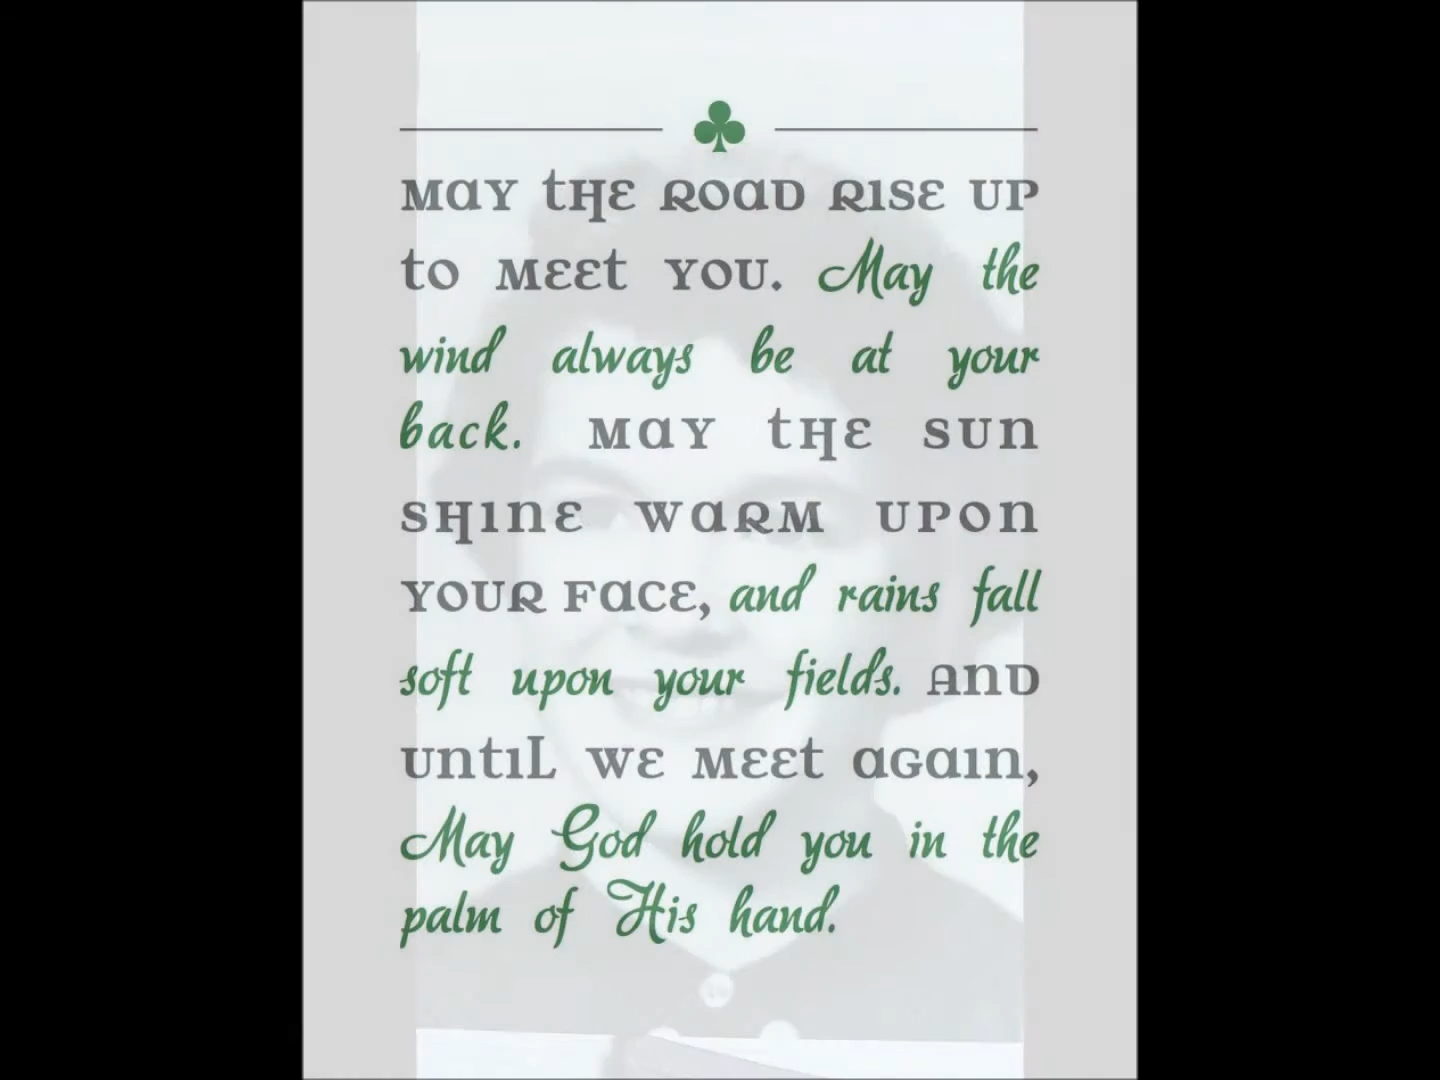 MAY THE ROAD RISE UP
TO MEET YOU. May the
wind always be at your
back. MAY THE SUN
SHINE WARM UPON
YOUR FACE, and rains fall
soft upon your fields. AND
UNTIL WE MEET AGAIN,
May God hold you in the
palm of His hand.